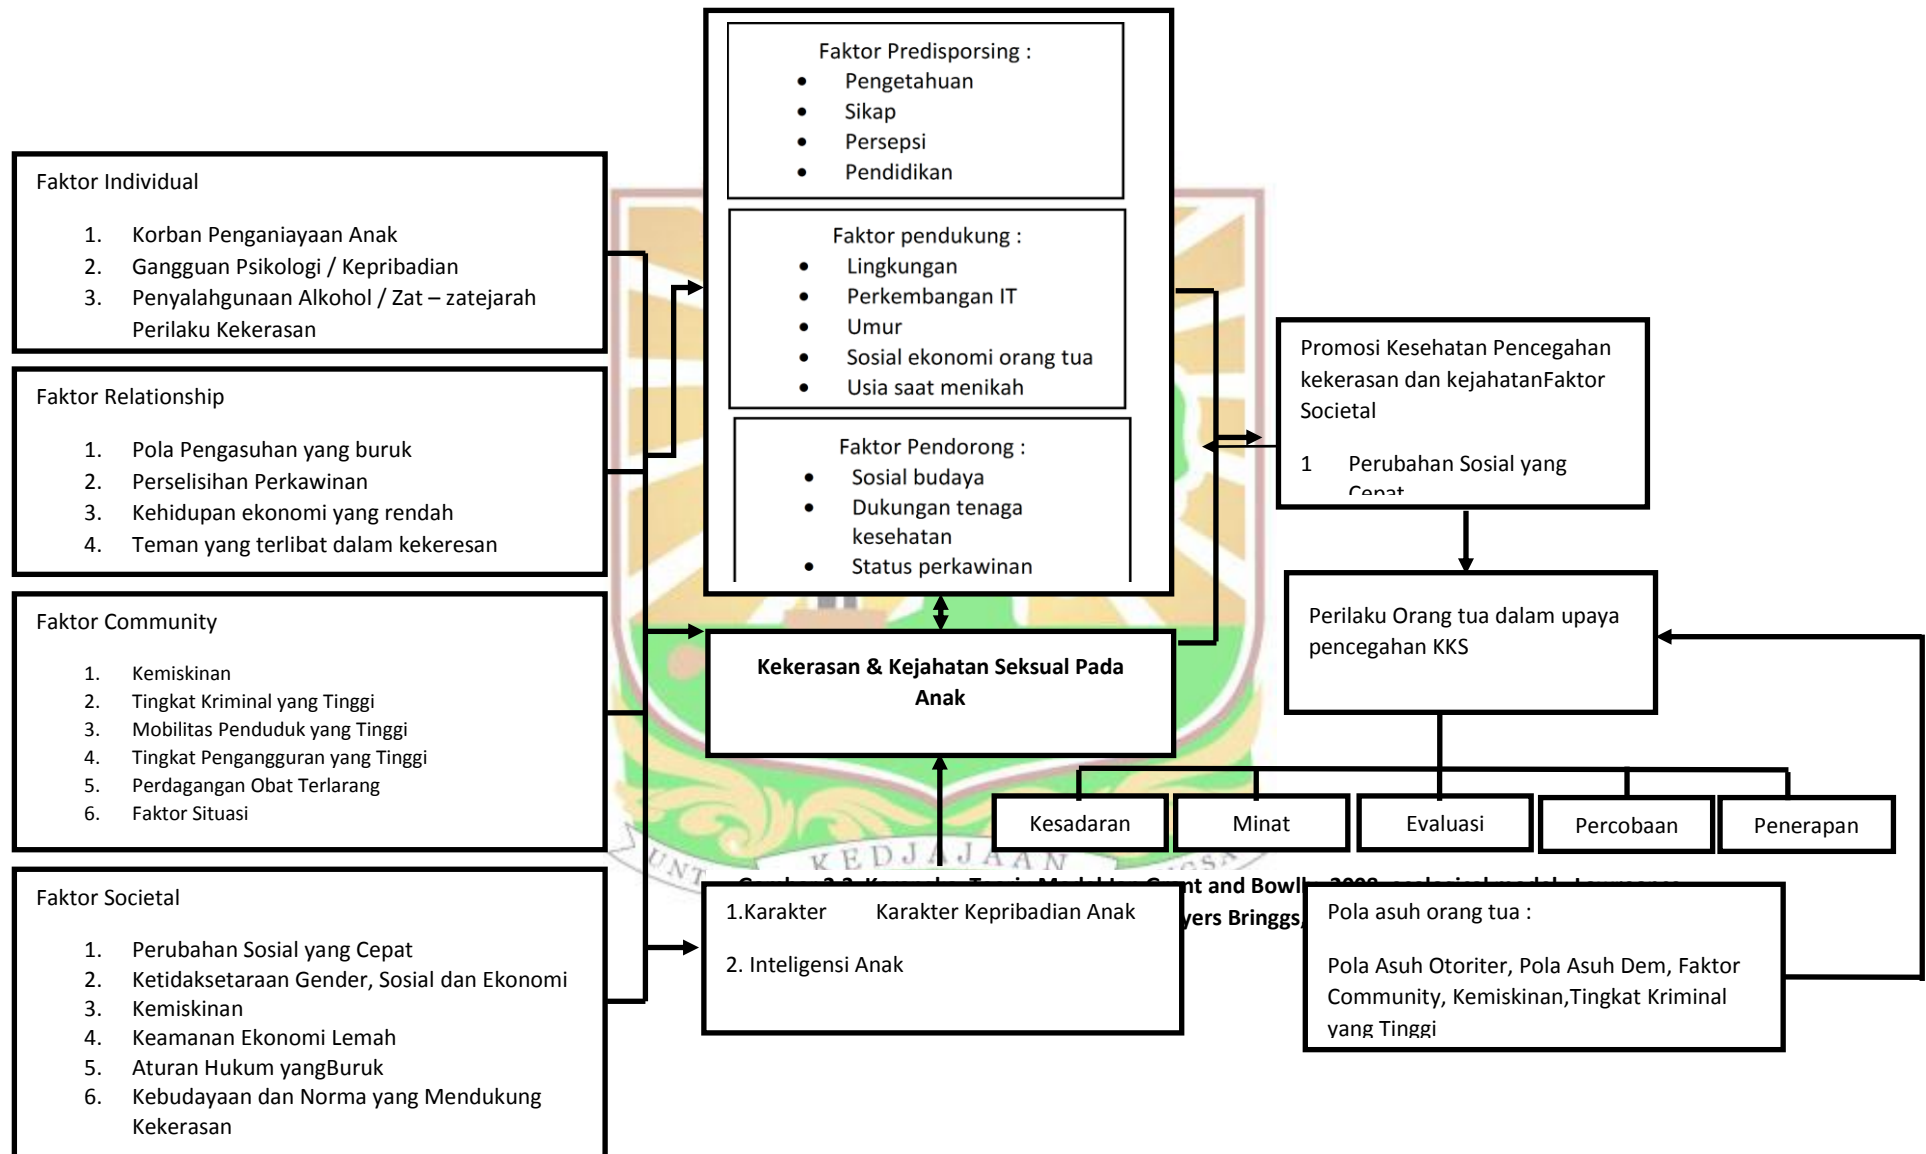 Faktor Predisporsing :
• Pengetahuan
• Sikap
• Persepsi
• Pendidikan
Faktor pendukung :
• Lingkungan
• Perkembangan IT
• Umur
• Sosial ekonomi orang tua
• Usia saat menikah
Faktor Pendorong :
• Sosial budaya
• Dukungan tenaga
kesehatan
• Status perkawinan
Faktor Individual
1. Korban Penganiayaan Anak
2. Gangguan Psikologi / Kepribadian
3. Penyalahgunaan Alkohol / Zat – zatejarah
Perilaku Kekerasan
Faktor Relationship
1. Pola Pengasuhan yang buruk
2. Perselisihan Perkawinan
3. Kehidupan ekonomi yang rendah
4. Teman yang terlibat dalam kekeresan
Faktor Community
1. Kemiskinan
2. Tingkat Kriminal yang Tinggi
3. Mobilitas Penduduk yang Tinggi
4. Tingkat Pengangguran yang Tinggi
5. Perdagangan Obat Terlarang
6. Faktor Situasi
Faktor Societal
1. Perubahan Sosial yang Cepat
2. Ketidaksetaraan Gender, Sosial dan Ekonomi
3. Kemiskinan
4. Keamanan Ekonomi Lemah
5. Aturan Hukum yangBuruk
6. Kebudayaan dan Norma yang Mendukung
Kekerasan
Kekerasan & Kejahatan Seksual Pada
Anak
1.Karakter Karakter Kepribadian Anak
2. Inteligensi Anak
Promosi Kesehatan Pencegahan
kekerasan dan kejahatanFaktor
Societal
1 Perubahan Sosial yang
Cepat
Perilaku Orang tua dalam upaya
pencegahan KKS
Kesadaran
Minat
Evaluasi
Percobaan
Penerapan
KEDJAJAAN
and Bowlby
yers Bringgs,
Pola asuh orang tua :
Pola Asuh Otoriter, Pola Asuh Dem, Faktor
Community, Kemiskinan,Tingkat Kriminal
yang Tinggi